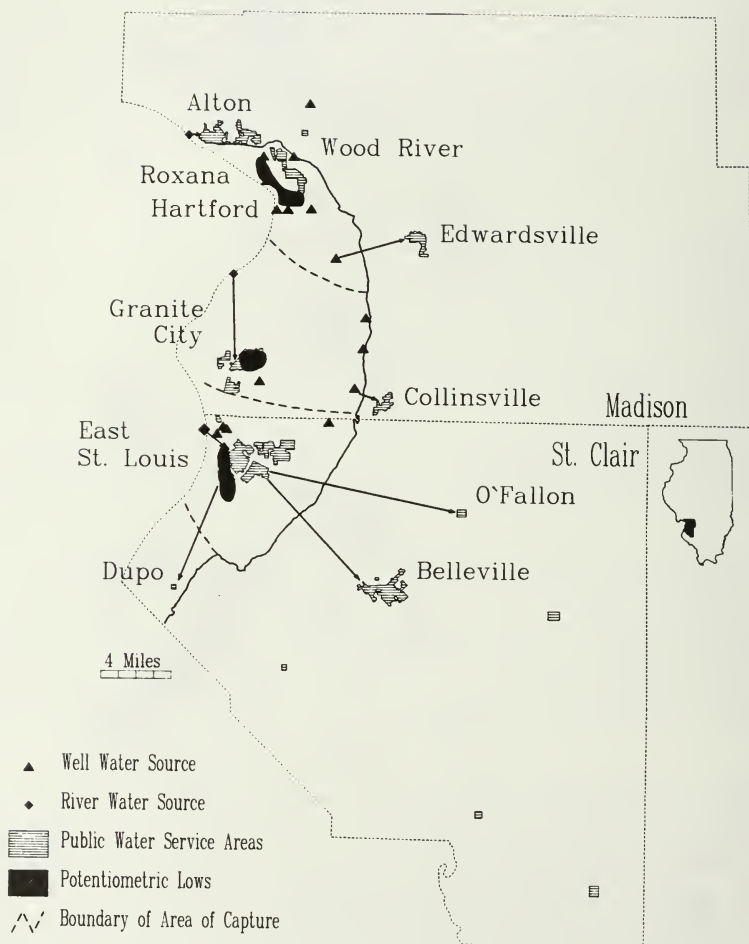 Alton
Wood River
Roxana
Hartford
Edwardsville
Granite
City
Collinsville
Madison
East
St. Louis
St. Clair
O`Fallon
Dupo
Belleville
4 Miles
Well Water Source
River Water Source
Public Water Service Areas
Potentiometric Lows
Boundary of Area of Capture